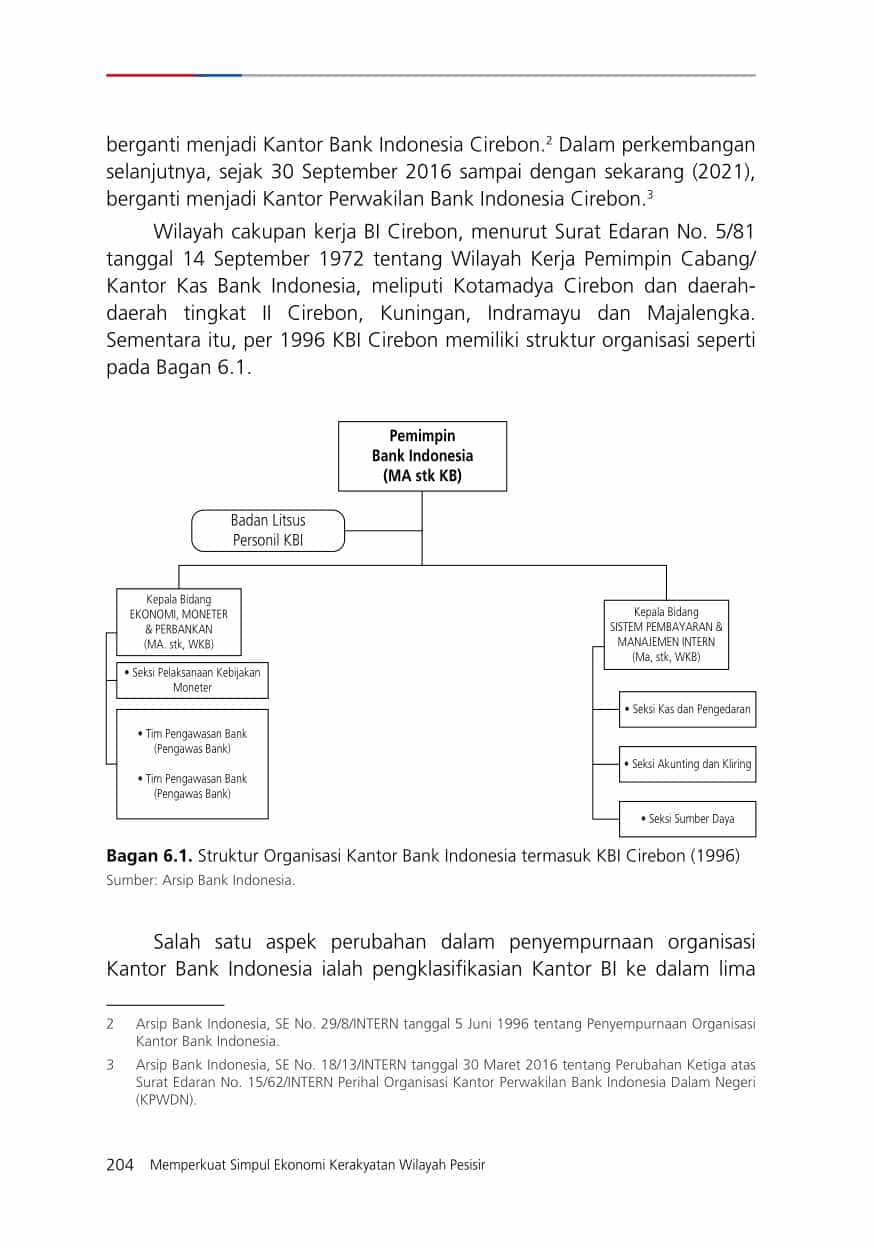 berganti menjadi Kantor Bank Indonesia Cirebon.² Dalam perkembangan
selanjutnya, sejak 30 September 2016 sampai dengan sekarang (2021),
berganti menjadi Kantor Perwakilan Bank Indonesia Cirebon.³
Wilayah cakupan kerja BI Cirebon, menurut Surat Edaran No. 5/81
tanggal 14 September 1972 tentang Wilayah Kerja Pemimpin Cabang/
Kantor Kas Bank Indonesia, meliputi Kotamadya Cirebon dan daerah-
daerah tingkat II Cirebon, Kuningan, Indramayu dan Majalengka.
Sementara itu, per 1996 KBI Cirebon memiliki struktur organisasi seperti
pada Bagan 6.1.
Pemimpin
Bank Indonesia
(MA stk KB)
Badan Litsus
Personil KBI
Kepala Bidang
EKONOMI, MONETER
& PERBANKAN
(MA. stk, WKB)
• Seksi Pelaksanaan Kebijakan
Moneter
• Tim Pengawasan Bank
(Pengawas Bank)
• Tim Pengawasan Bank
(Pengawas Bank)
Kepala Bidang
SISTEM PEMBAYARAN &
MANAJEMEN INTERN
(Ma, stk, WKB)
• Seksi Kas dan Pengedaran
• Seksi Akunting dan Kliring
• Seksi Sumber Daya
Bagan 6.1. Struktur Organisasi Kantor Bank Indonesia termasuk KBI Cirebon (1996)
Sumber: Arsip Bank Indonesia.
Salah satu aspek perubahan dalam penyempurnaan organisasi
Kantor Bank Indonesia ialah pengklasifikasian Kantor BI ke dalam lima
2 Arsip Bank Indonesia, SE No. 29/8/INTERN tanggal 5 Juni 1996 tentang Penyempurnaan Organisasi
Kantor Bank Indonesia.
3 Arsip Bank Indonesia, SE No. 18/13/INTERN tanggal 30 Maret 2016 tentang Perubahan Ketiga atas
Surat Edaran No. 15/62/INTERN Perihal Organisasi Kantor Perwakilan Bank Indonesia Dalam Negeri
(KPWDN).
204 Memperkuat Simpul Ekonomi Kerakyatan Wilayah Pesisir